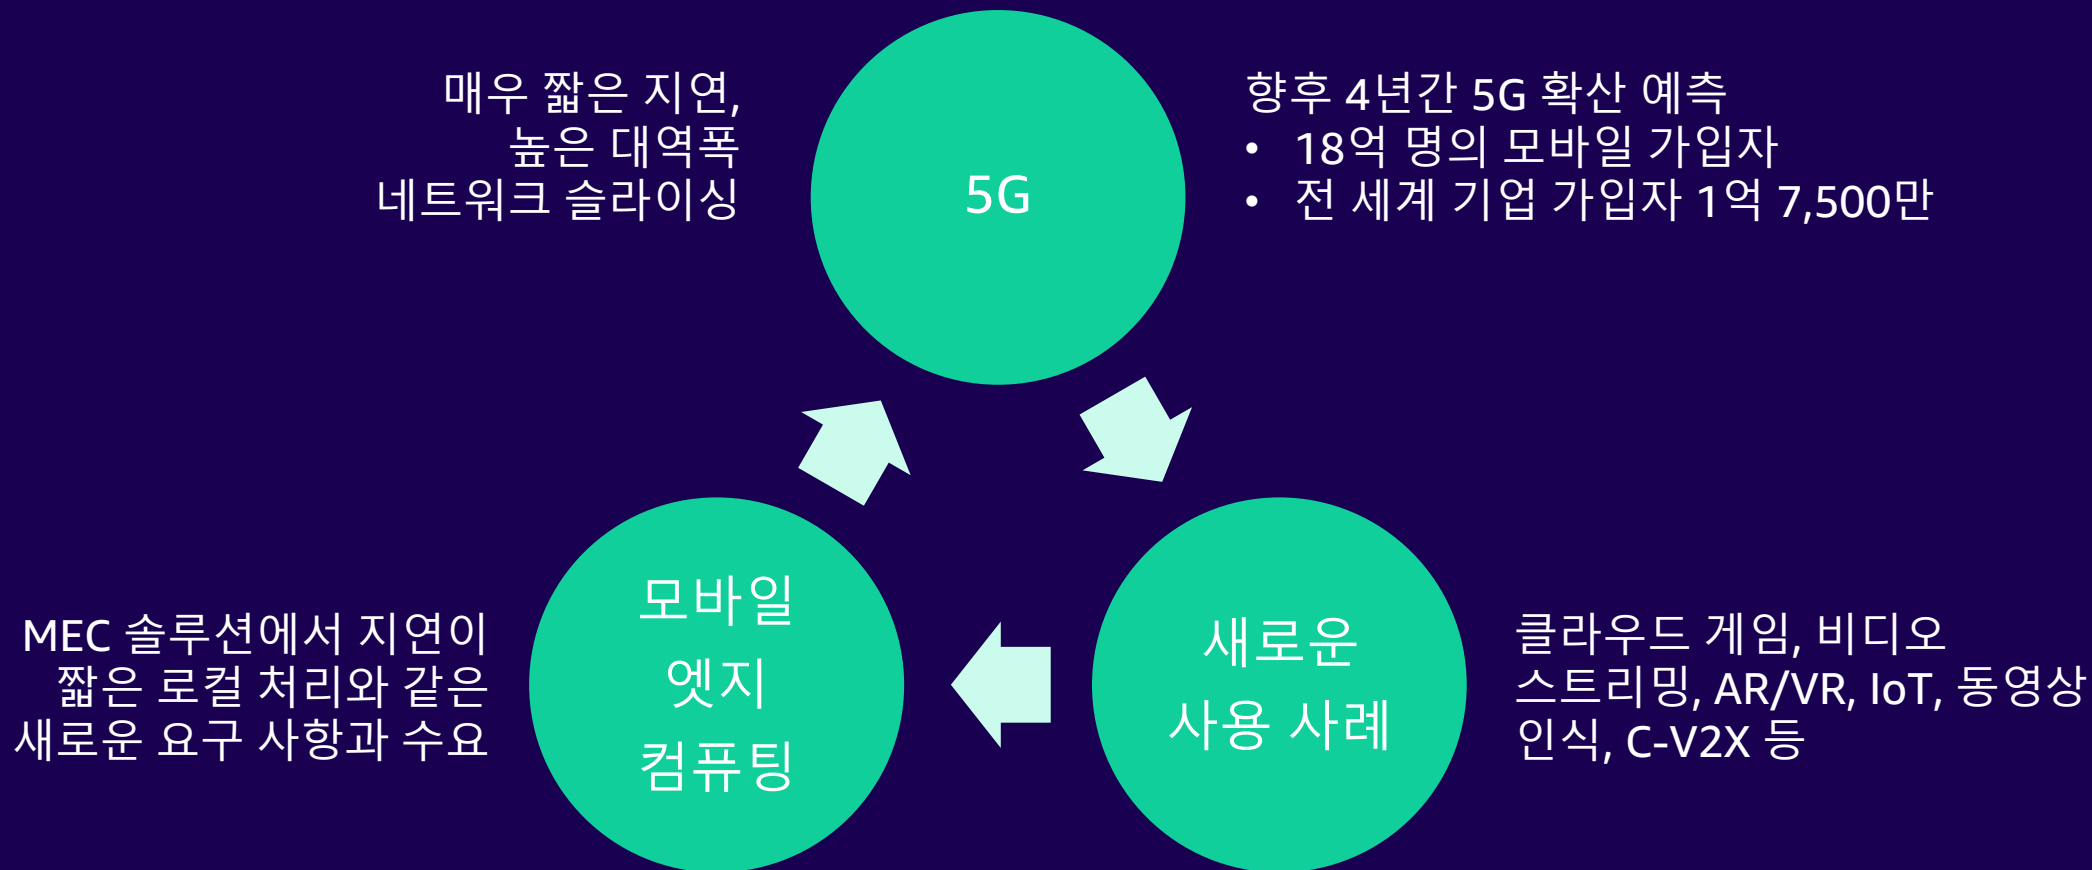 매우 짧은 지연,
높은 대역폭
네트워크 슬라이싱
5G
향후 4년간 5G 확산 예측
• 18억 명의 모바일 가입자
• 전 세계 기업 가입자 1억 7,500만
MEC 솔루션에서 지연이
짧은 로컬 처리와 같은
새로운 요구 사항과 수요
모바일
엣지
컴퓨팅
새로운
사용 사례
클라우드 게임, 비디오
스트리밍, AR/VR, IoT, 동영상
인식, C-V2X 등